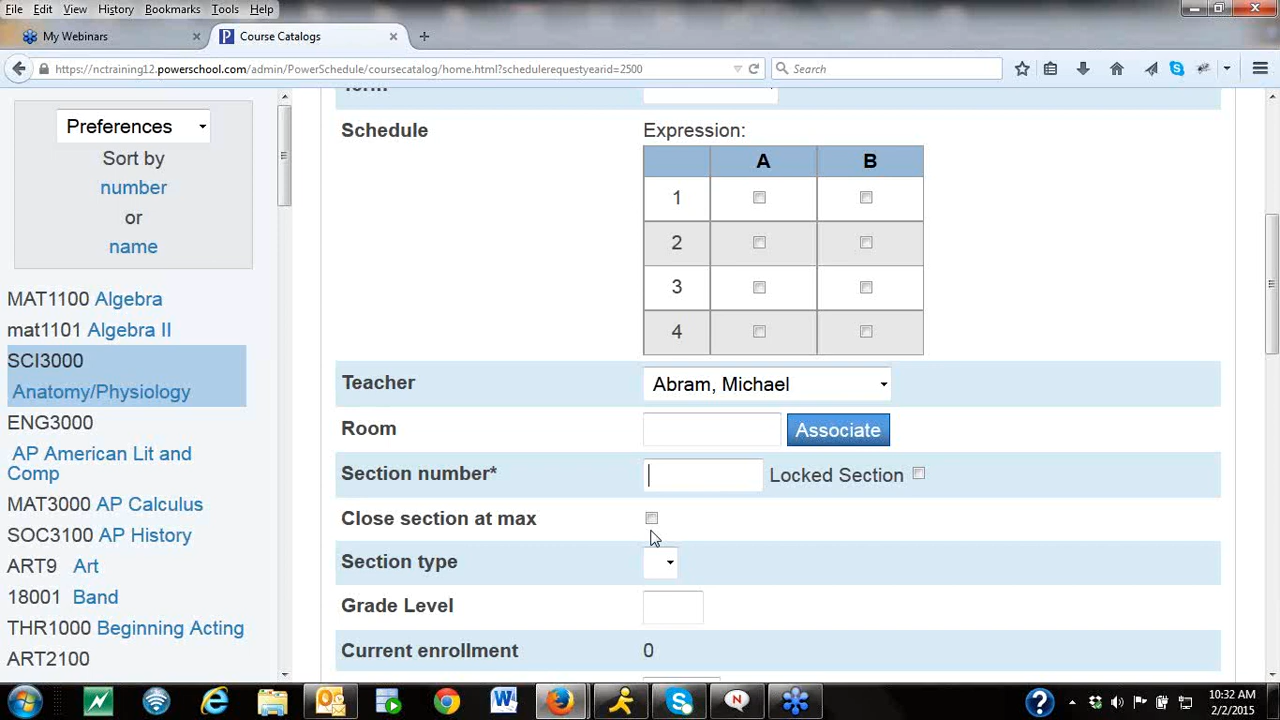 File Edit View History Bookmarks Tools Help
My Webinars × P Course Catalogs × +
https://nctraining12.powerschool.com/admin/PowerSchedule/coursecatalog/home.html?schedulerequestyearid=2500 Search
Preferences
Sort by
number
or
name
MAT1100 Algebra
mat1101 Algebra II
SCI3000
Anatomy/Physiology
ENG3000
AP American Lit and
Comp
MAT3000 AP Calculus
SOC3100 AP History
ART9 Art
18001 Band
THR1000 Beginning Acting
ART2100
Term
Schedule Expression:
A B
1
2
3
4
Teacher Abram, Michael
Room Associate
Section number* Locked Section
Close section at max
Section type
Grade Level
Current enrollment 0
10:32 AM
2/2/2015